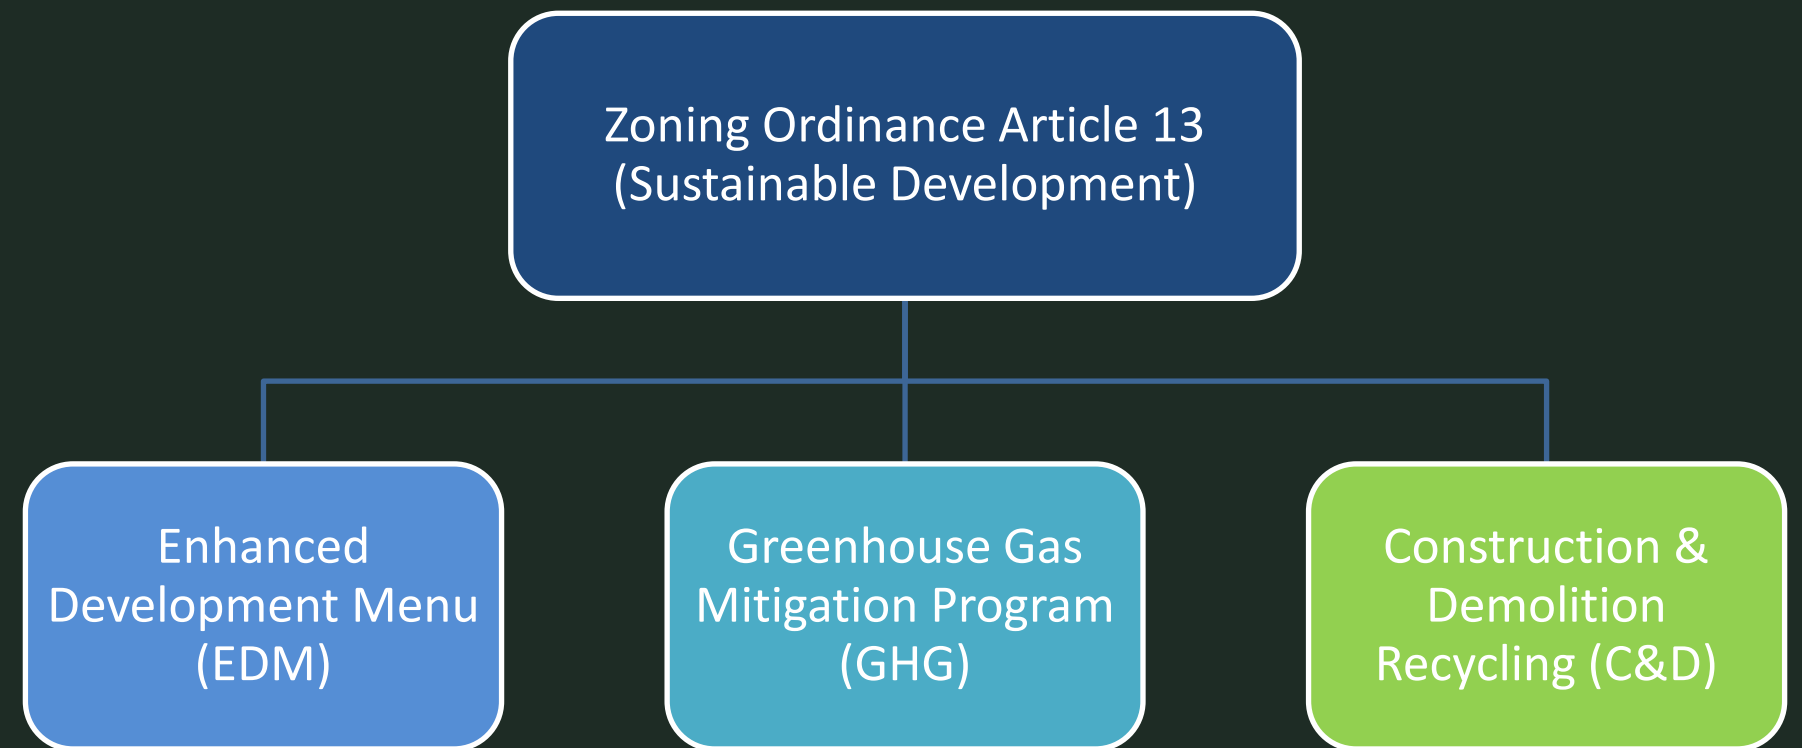 Zoning Ordinance Article 13
(Sustainable Development)
Enhanced
Development Menu
(EDM)
Greenhouse Gas
Mitigation Program
(GHG)
Construction &
Demolition
Recycling (C&D)